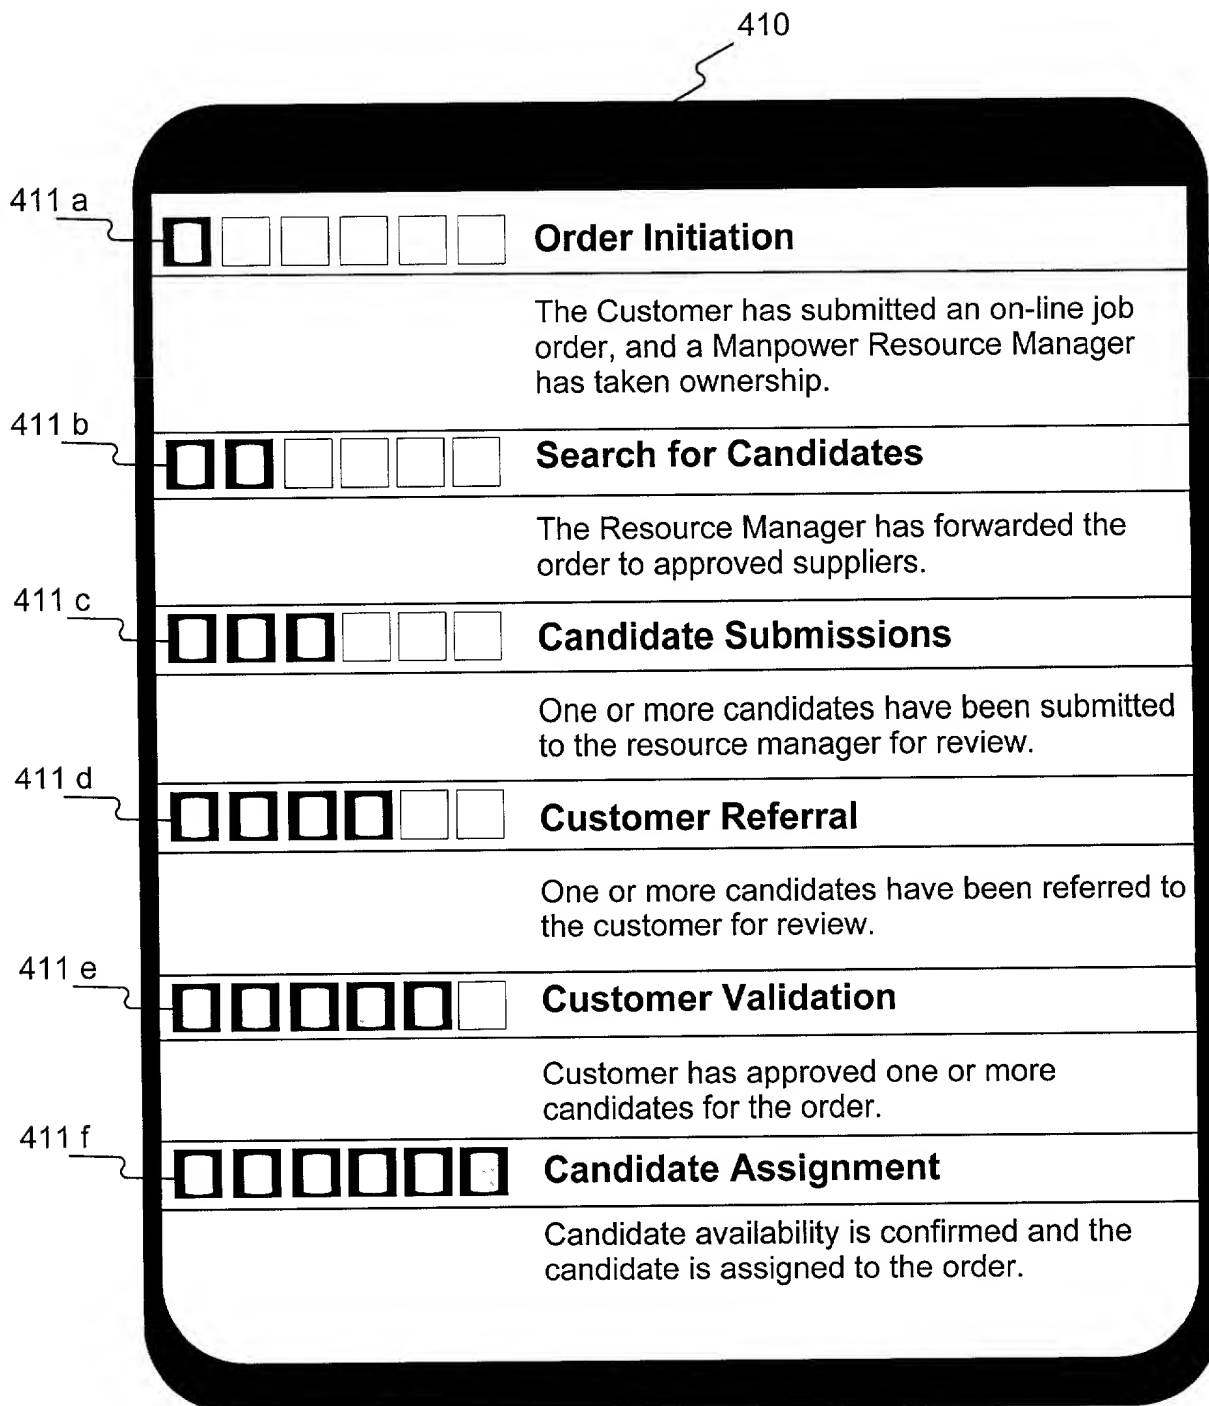 410
411 a
Order Initiation
The Customer has submitted an on-line job
order, and a Manpower Resource Manager
has taken ownership.
411 b
Search for Candidates
The Resource Manager has forwarded the
order to approved suppliers.
411 c
Candidate Submissions
One or more candidates have been submitted
to the resource manager for review.
411 d
Customer Referral
One or more candidates have been referred to
the customer for review.
411 e
Customer Validation
Customer has approved one or more
candidates for the order.
411 f
Candidate Assignment
Candidate availability is confirmed and the
candidate is assigned to the order.